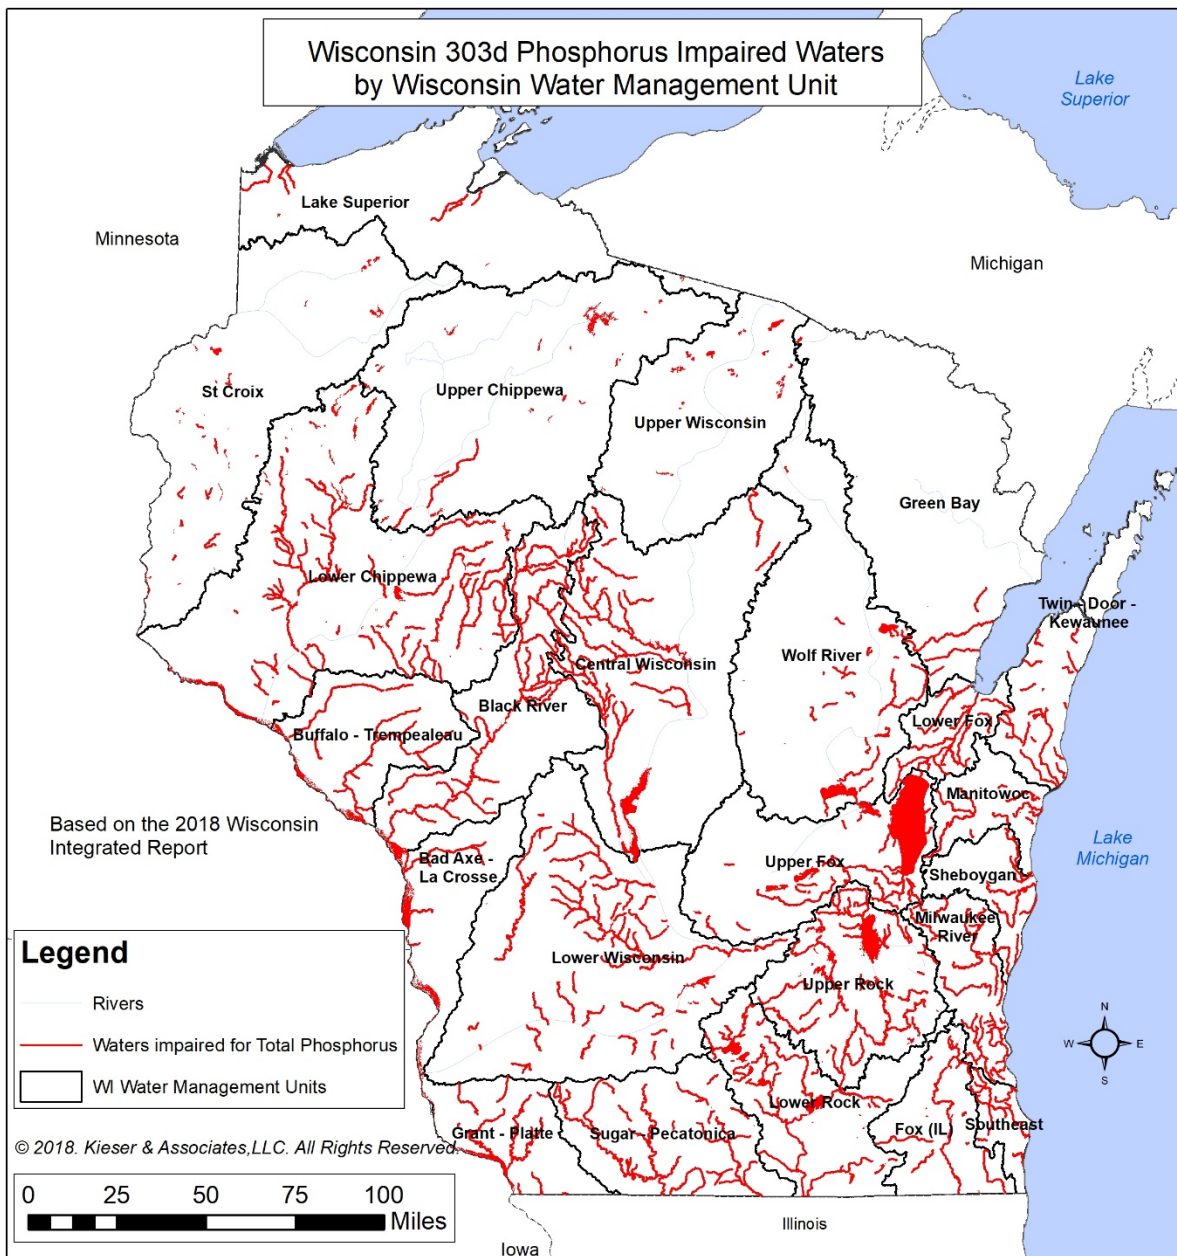 Wisconsin 303d Phosphorus Impaired Waters
by Wisconsin Water Management Unit
Lake
Superior
Lake Superior
Minnesota
Michigan
St Croix
Upper Chippewa
Upper Wisconsin
Green Bay
Lower Chippewa
Twin - Door -
Kewaunee
Central Wisconsin
Wolf River
Black River
Lower Fox
Buffalo - Trempealeau
Manitowoc
Based on the 2018 Wisconsin
Integrated Report
Lake
Michigan
Bad Axe -
La Crosse
Upper Fox
Sheboygan
Milwaukee
River
Lower Wisconsin
Upper Rock
Legend
Rivers
Waters impaired for Total Phosphorus
WI Water Management Units
N
W
E
S
Lower Rock
Grant - Platte
Sugar - Pecatonica
Fox (IL)
Southeast
© 2018. Kieser & Associates,LLC. All Rights Reserved.
0 25 50 75 100
Miles
Illinois
Iowa